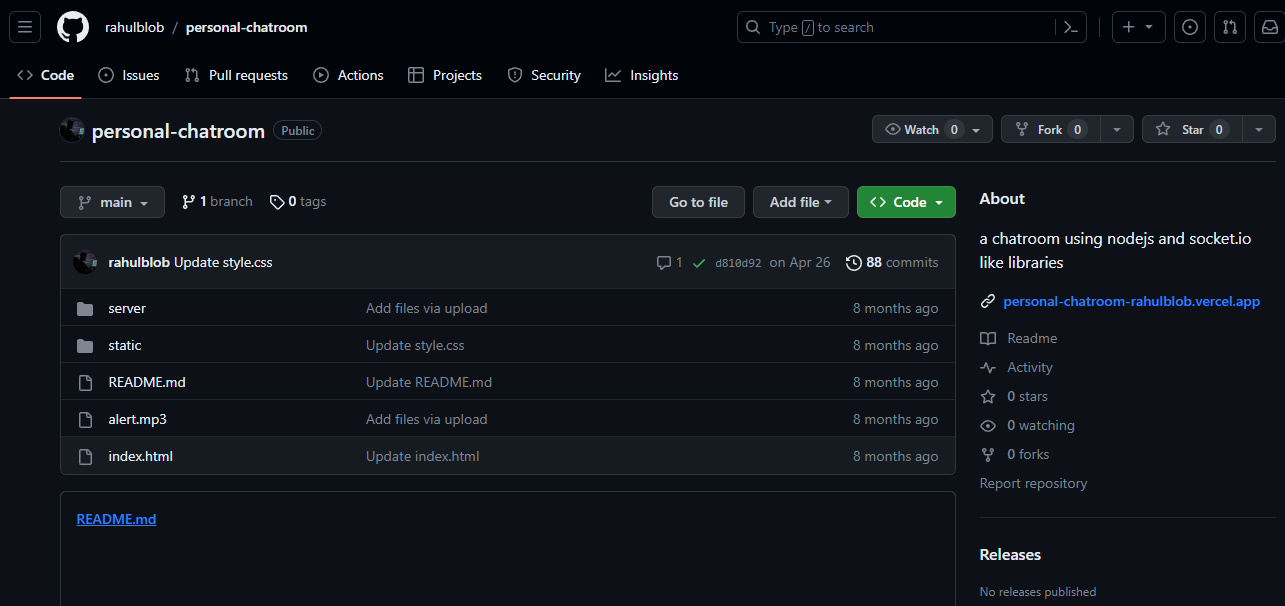 rahulblob / personal-chatroom
Type / to search
Code Issues Pull requests Actions Projects Security Insights
personal-chatroom Public
Watch 0 Fork 0 Star 0
main 1 branch 0 tags Go to file Add file Code
rahulblob Update style.css 1 d810d92 on Apr 26 88 commits
server Add files via upload 8 months ago
static Update style.css 8 months ago
README.md Update README.md 8 months ago
alert.mp3 Add files via upload 8 months ago
index.html Update index.html 8 months ago
README.md
About
a chatroom using nodejs and socket.io
like libraries
personal-chatroom-rahulblob.vercel.app
Readme
Activity
0 stars
0 watching
0 forks
Report repository
Releases
No releases published